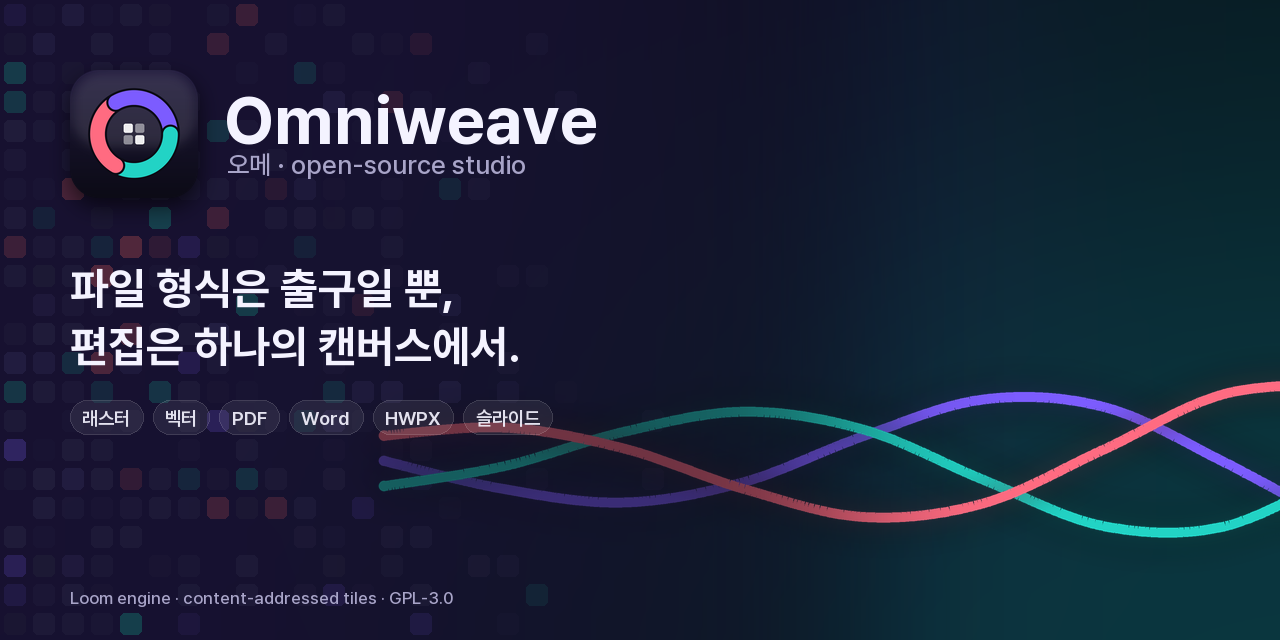 Omniweave
오메 · open-source studio
파일 형식은 출구일 뿐,
편집은 하나의 캔버스에서.
래스터 벡터 PDF Word HWPX 슬라이드
Loom engine · content-addressed tiles · GPL-3.0